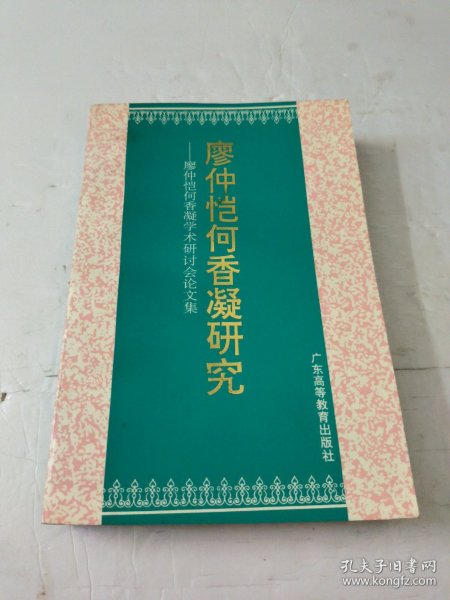 廖仲恺何香凝研究
——廖仲恺何香凝学术研讨会论文集
广东高等教育出版社
孔夫子旧书网
www.kongfz.com